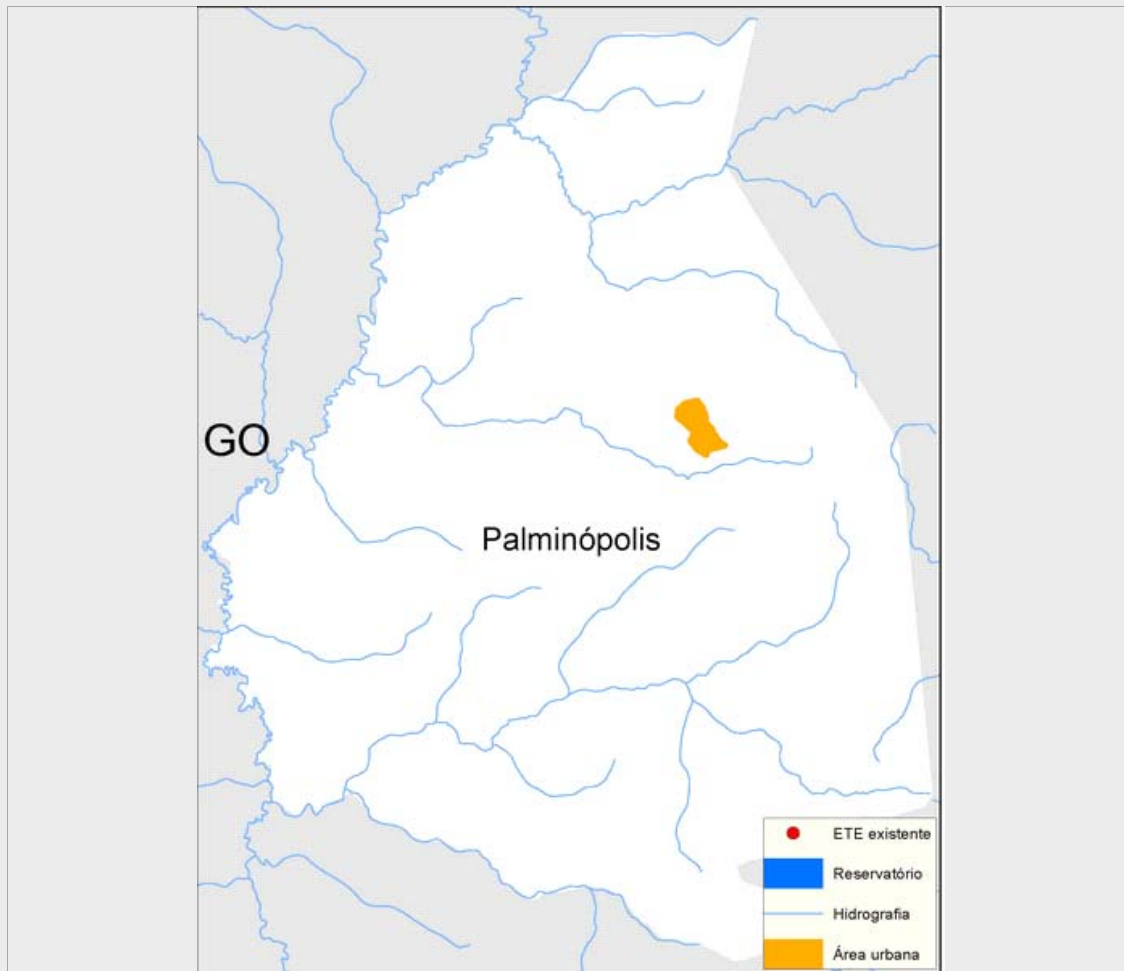 GO
Palminópolis
ETE existente
Reservatório
Hidrografia
Área urbana